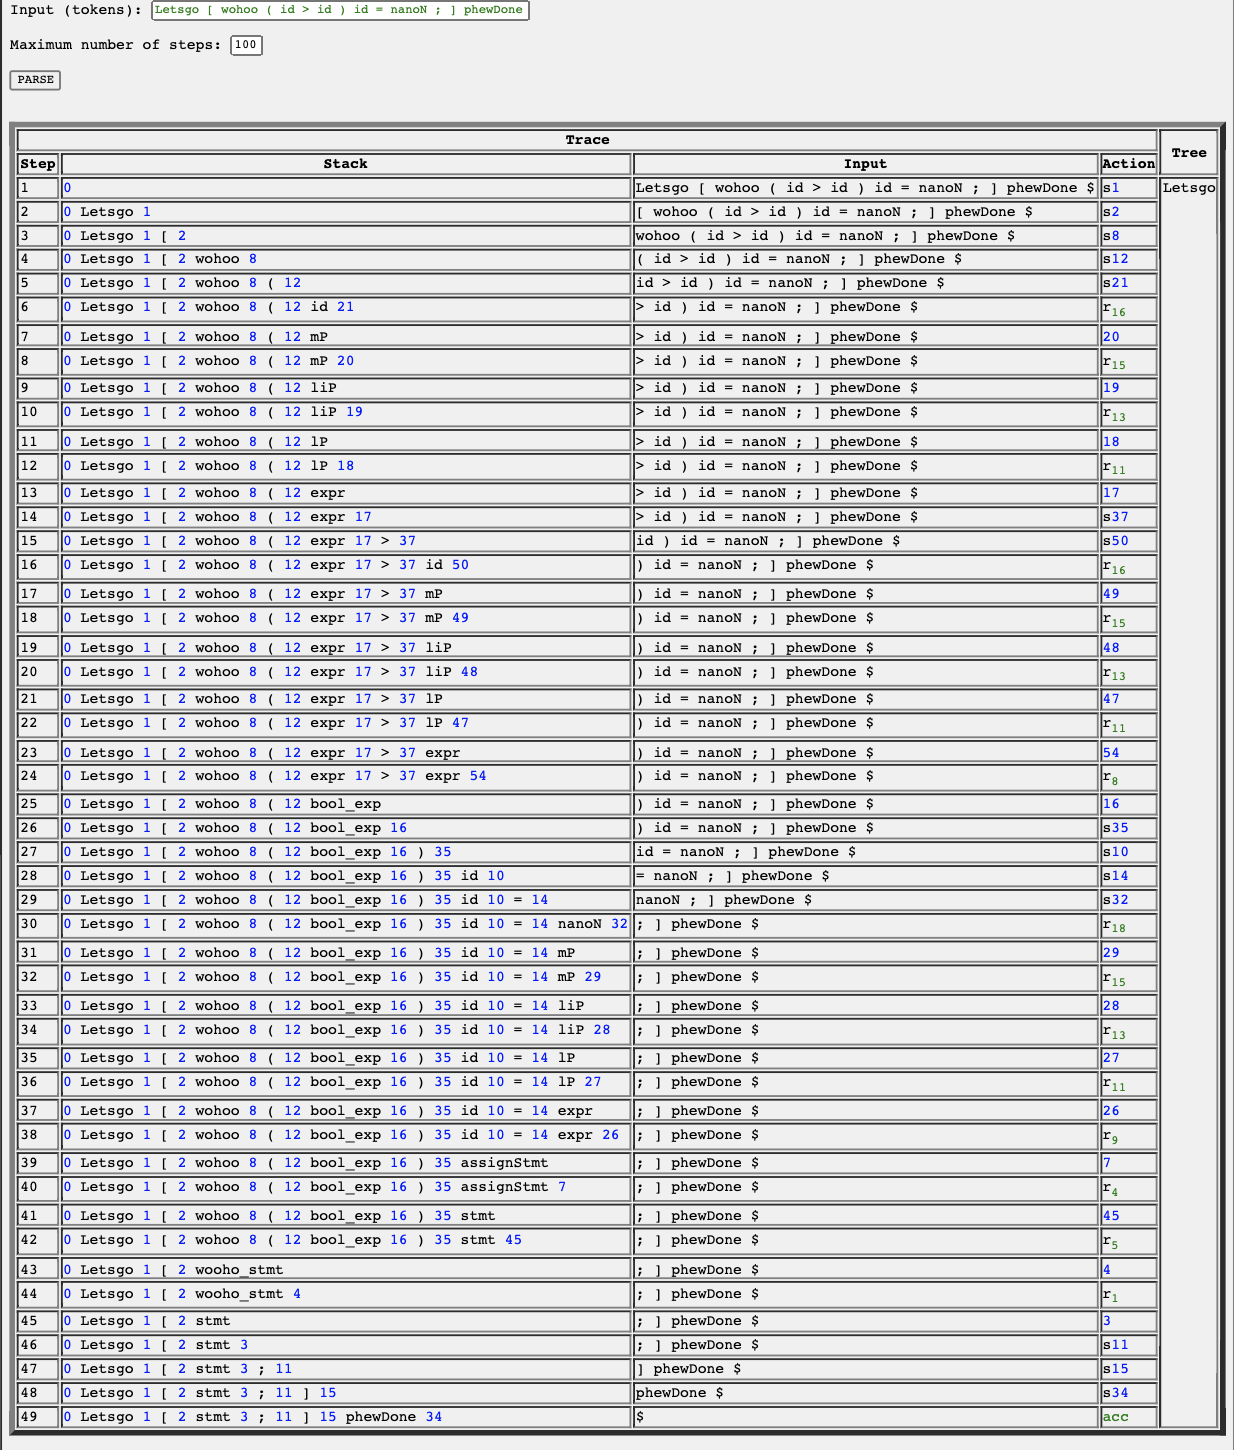 Input (tokens): Letsgo [ wohoo ( id > id ) id = nanoN ; ] phewDone
Maximum number of steps: 100
PARSE
Trace Tree
Step Stack Input Action
1 0 Letsgo [ wohoo ( id > id ) id = nanoN ; ] phewDone $ s1 Letsgo
2 0 Letsgo 1 [ wohoo ( id > id ) id = nanoN ; ] phewDone $ s2
3 0 Letsgo 1 [ 2 wohoo ( id > id ) id = nanoN ; ] phewDone $ s8
4 0 Letsgo 1 [ 2 wohoo 8 ( id > id ) id = nanoN ; ] phewDone $ s12
5 0 Letsgo 1 [ 2 wohoo 8 ( 12 id > id ) id = nanoN ; ] phewDone $ s21
6 0 Letsgo 1 [ 2 wohoo 8 ( 12 id 21 > id ) id = nanoN ; ] phewDone $ r16
7 0 Letsgo 1 [ 2 wohoo 8 ( 12 mP > id ) id = nanoN ; ] phewDone $ 20
8 0 Letsgo 1 [ 2 wohoo 8 ( 12 mP 20 > id ) id = nanoN ; ] phewDone $ r15
9 0 Letsgo 1 [ 2 wohoo 8 ( 12 liP > id ) id = nanoN ; ] phewDone $ 19
10 0 Letsgo 1 [ 2 wohoo 8 ( 12 liP 19 > id ) id = nanoN ; ] phewDone $ r13
11 0 Letsgo 1 [ 2 wohoo 8 ( 12 lP > id ) id = nanoN ; ] phewDone $ 18
12 0 Letsgo 1 [ 2 wohoo 8 ( 12 lP 18 > id ) id = nanoN ; ] phewDone $ r11
13 0 Letsgo 1 [ 2 wohoo 8 ( 12 expr > id ) id = nanoN ; ] phewDone $ 17
14 0 Letsgo 1 [ 2 wohoo 8 ( 12 expr 17 > id ) id = nanoN ; ] phewDone $ s37
15 0 Letsgo 1 [ 2 wohoo 8 ( 12 expr 17 > 37 id ) id = nanoN ; ] phewDone $ s50
16 0 Letsgo 1 [ 2 wohoo 8 ( 12 expr 17 > 37 id 50 ) id = nanoN ; ] phewDone $ r16
17 0 Letsgo 1 [ 2 wohoo 8 ( 12 expr 17 > 37 mP ) id = nanoN ; ] phewDone $ 49
18 0 Letsgo 1 [ 2 wohoo 8 ( 12 expr 17 > 37 mP 49 ) id = nanoN ; ] phewDone $ r15
19 0 Letsgo 1 [ 2 wohoo 8 ( 12 expr 17 > 37 liP ) id = nanoN ; ] phewDone $ 48
20 0 Letsgo 1 [ 2 wohoo 8 ( 12 expr 17 > 37 liP 48 ) id = nanoN ; ] phewDone $ r13
21 0 Letsgo 1 [ 2 wohoo 8 ( 12 expr 17 > 37 lP ) id = nanoN ; ] phewDone $ 47
22 0 Letsgo 1 [ 2 wohoo 8 ( 12 expr 17 > 37 lP 47 ) id = nanoN ; ] phewDone $ r11
23 0 Letsgo 1 [ 2 wohoo 8 ( 12 expr 17 > 37 expr ) id = nanoN ; ] phewDone $ 54
24 0 Letsgo 1 [ 2 wohoo 8 ( 12 expr 17 > 37 expr 54 ) id = nanoN ; ] phewDone $ r8
25 0 Letsgo 1 [ 2 wohoo 8 ( 12 bool_exp ) id = nanoN ; ] phewDone $ 16
26 0 Letsgo 1 [ 2 wohoo 8 ( 12 bool_exp 16 ) id = nanoN ; ] phewDone $ s35
27 0 Letsgo 1 [ 2 wohoo 8 ( 12 bool_exp 16 ) 35 id = nanoN ; ] phewDone $ s10
28 0 Letsgo 1 [ 2 wohoo 8 ( 12 bool_exp 16 ) 35 id 10 = nanoN ; ] phewDone $ s14
29 0 Letsgo 1 [ 2 wohoo 8 ( 12 bool_exp 16 ) 35 id 10 = 14 nanoN ; ] phewDone $ s32
30 0 Letsgo 1 [ 2 wohoo 8 ( 12 bool_exp 16 ) 35 id 10 = 14 nanoN 32 ; ] phewDone $ r18
31 0 Letsgo 1 [ 2 wohoo 8 ( 12 bool_exp 16 ) 35 id 10 = 14 mP ; ] phewDone $ 29
32 0 Letsgo 1 [ 2 wohoo 8 ( 12 bool_exp 16 ) 35 id 10 = 14 mP 29 ; ] phewDone $ r15
33 0 Letsgo 1 [ 2 wohoo 8 ( 12 bool_exp 16 ) 35 id 10 = 14 liP ; ] phewDone $ 28
34 0 Letsgo 1 [ 2 wohoo 8 ( 12 bool_exp 16 ) 35 id 10 = 14 liP 28 ; ] phewDone $ r13
35 0 Letsgo 1 [ 2 wohoo 8 ( 12 bool_exp 16 ) 35 id 10 = 14 lP ; ] phewDone $ 27
36 0 Letsgo 1 [ 2 wohoo 8 ( 12 bool_exp 16 ) 35 id 10 = 14 lP 27 ; ] phewDone $ r11
37 0 Letsgo 1 [ 2 wohoo 8 ( 12 bool_exp 16 ) 35 id 10 = 14 expr ; ] phewDone $ 26
38 0 Letsgo 1 [ 2 wohoo 8 ( 12 bool_exp 16 ) 35 id 10 = 14 expr 26 ; ] phewDone $ r9
39 0 Letsgo 1 [ 2 wohoo 8 ( 12 bool_exp 16 ) 35 assignStmt ; ] phewDone $ 7
40 0 Letsgo 1 [ 2 wohoo 8 ( 12 bool_exp 16 ) 35 assignStmt 7 ; ] phewDone $ r4
41 0 Letsgo 1 [ 2 wohoo 8 ( 12 bool_exp 16 ) 35 stmt ; ] phewDone $ 45
42 0 Letsgo 1 [ 2 wohoo 8 ( 12 bool_exp 16 ) 35 stmt 45 ; ] phewDone $ r5
43 0 Letsgo 1 [ 2 wooho_stmt ; ] phewDone $ 4
44 0 Letsgo 1 [ 2 wooho_stmt 4 ; ] phewDone $ r1
45 0 Letsgo 1 [ 2 stmt ; ] phewDone $ 3
46 0 Letsgo 1 [ 2 stmt 3 ; ] phewDone $ s11
47 0 Letsgo 1 [ 2 stmt 3 ; 11 ] phewDone $ s15
48 0 Letsgo 1 [ 2 stmt 3 ; 11 ] 15 phewDone $ s34
49 0 Letsgo 1 [ 2 stmt 3 ; 11 ] 15 phewDone 34 $ acc